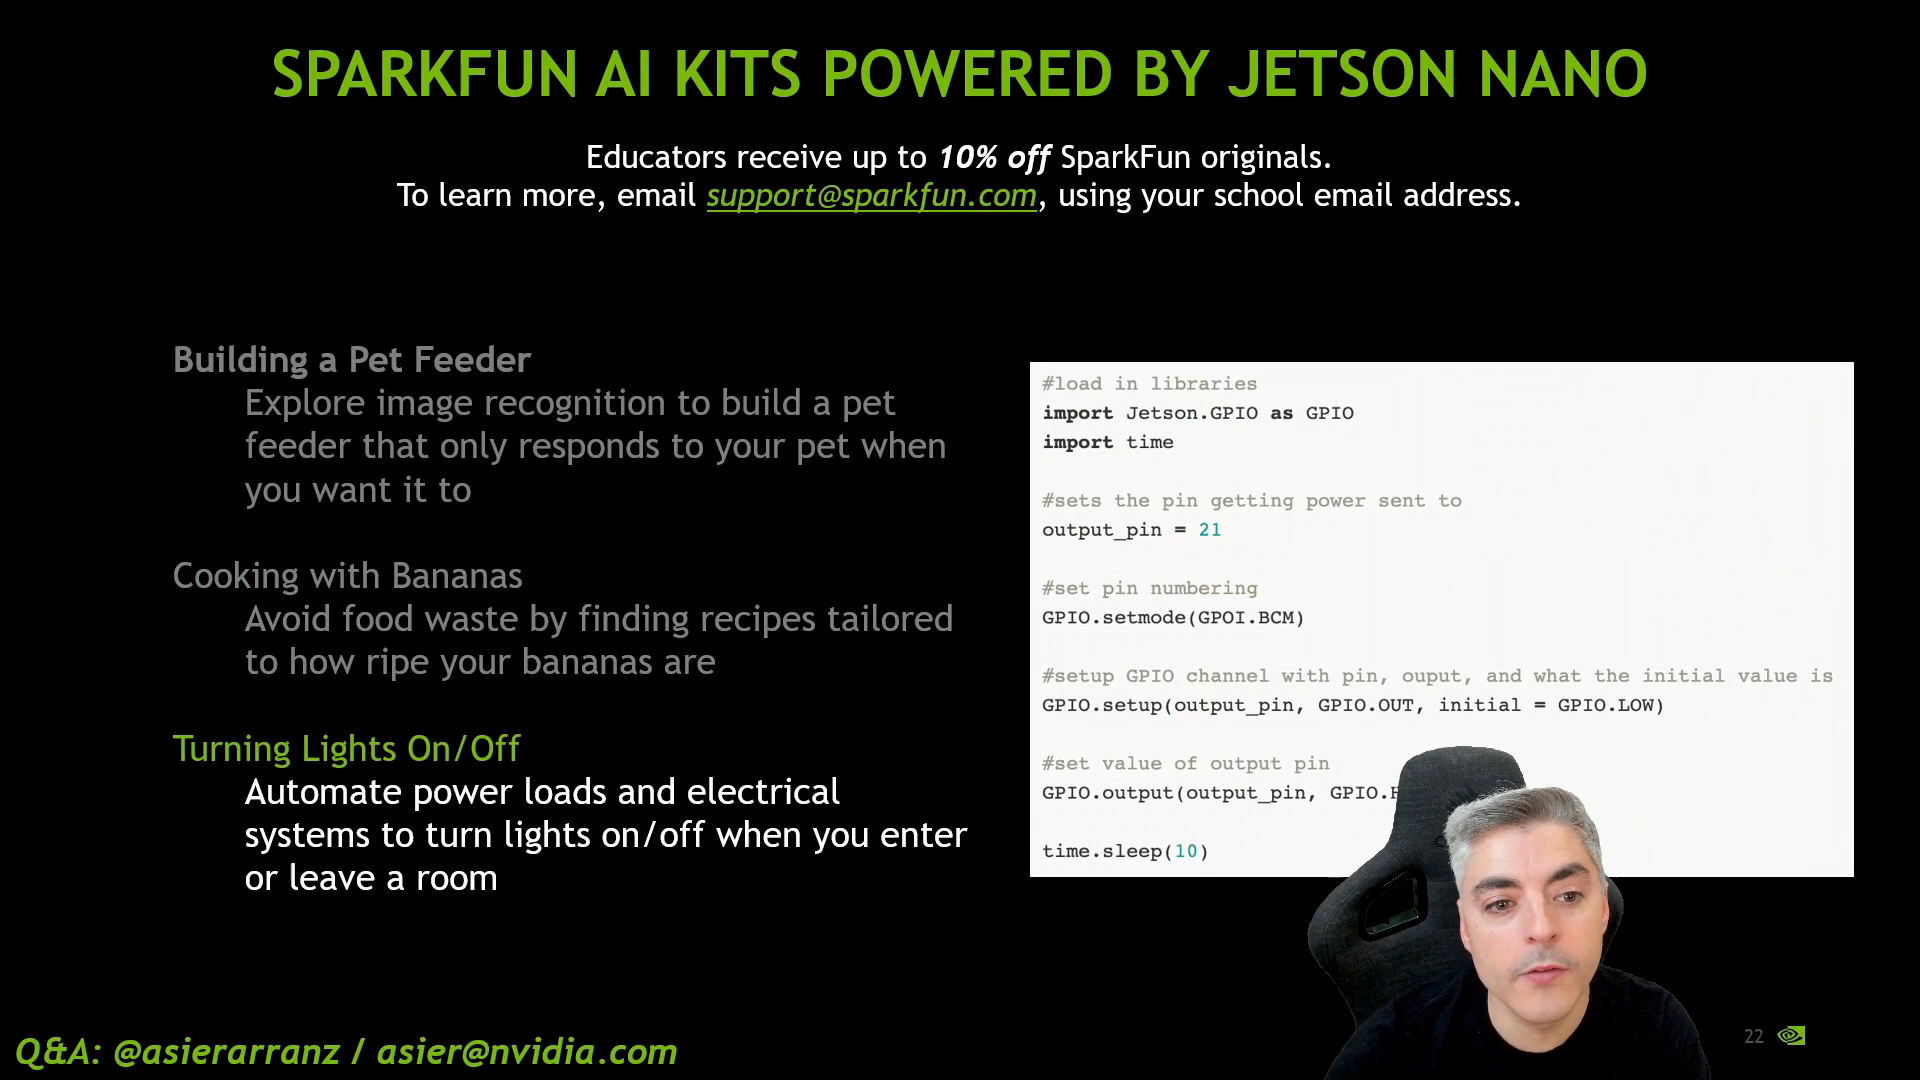 SPARKFUN AI KITS POWERED BY JETSON NANO
Educators receive up to 10% off SparkFun originals.
To learn more, email support@sparkfun.com, using your school email address.
Building a Pet Feeder
Explore image recognition to build a pet
feeder that only responds to your pet when
you want it to
Cooking with Bananas
Avoid food waste by finding recipes tailored
to how ripe your bananas are
Turning Lights On/Off
Automate power loads and electrical
systems to turn lights on/off when you enter
or leave a room
#load in libraries
import Jetson.GPIO as GPIO
import time
#sets the pin getting power sent to
output_pin = 21
#set pin numbering
GPIO.setmode(GPOI.BCM)
#setup GPIO channel with pin, ouput, and what the initial value is
GPIO.setup(output_pin, GPIO.OUT, initial = GPIO.LOW)
#set value of output pin
GPIO.output(output_pin, GPIO.
time.sleep(10)
Q&A: @asierarranz / asier@nvidia.com
22